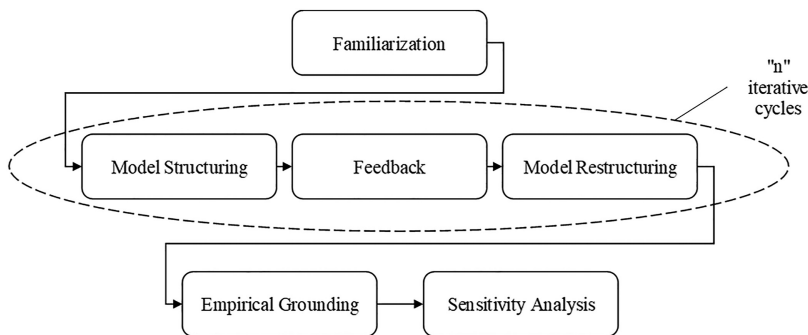 Familiarization
"n"
iterative
cycles
Model Structuring
Feedback
Model Restructuring
Empirical Grounding
Sensitivity Analysis